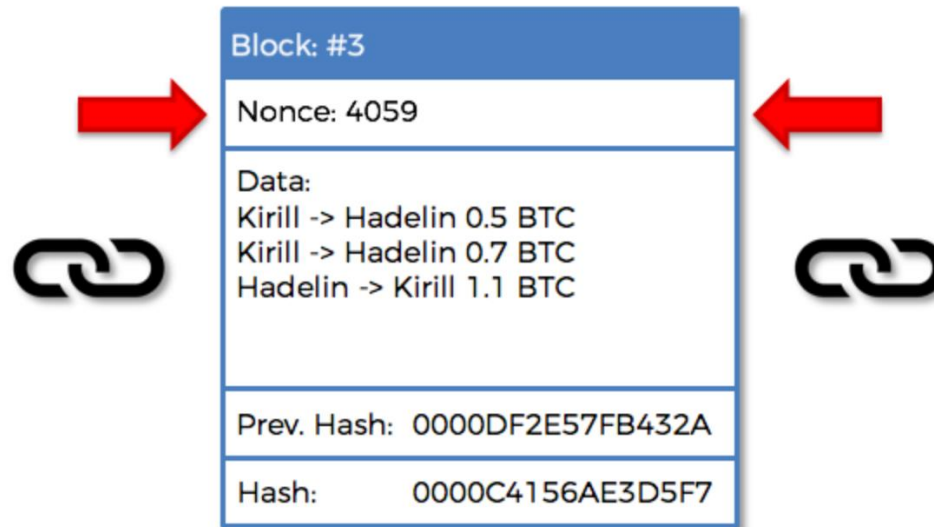 Block: #3
Nonce: 4059
Data:
Kirill -> Hadelin 0.5 BTC
Kirill -> Hadelin 0.7 BTC
Hadelin -> Kirill 1.1 BTC
Prev. Hash: 0000DF2E57FB432A
Hash: 0000C4156AE3D5F7